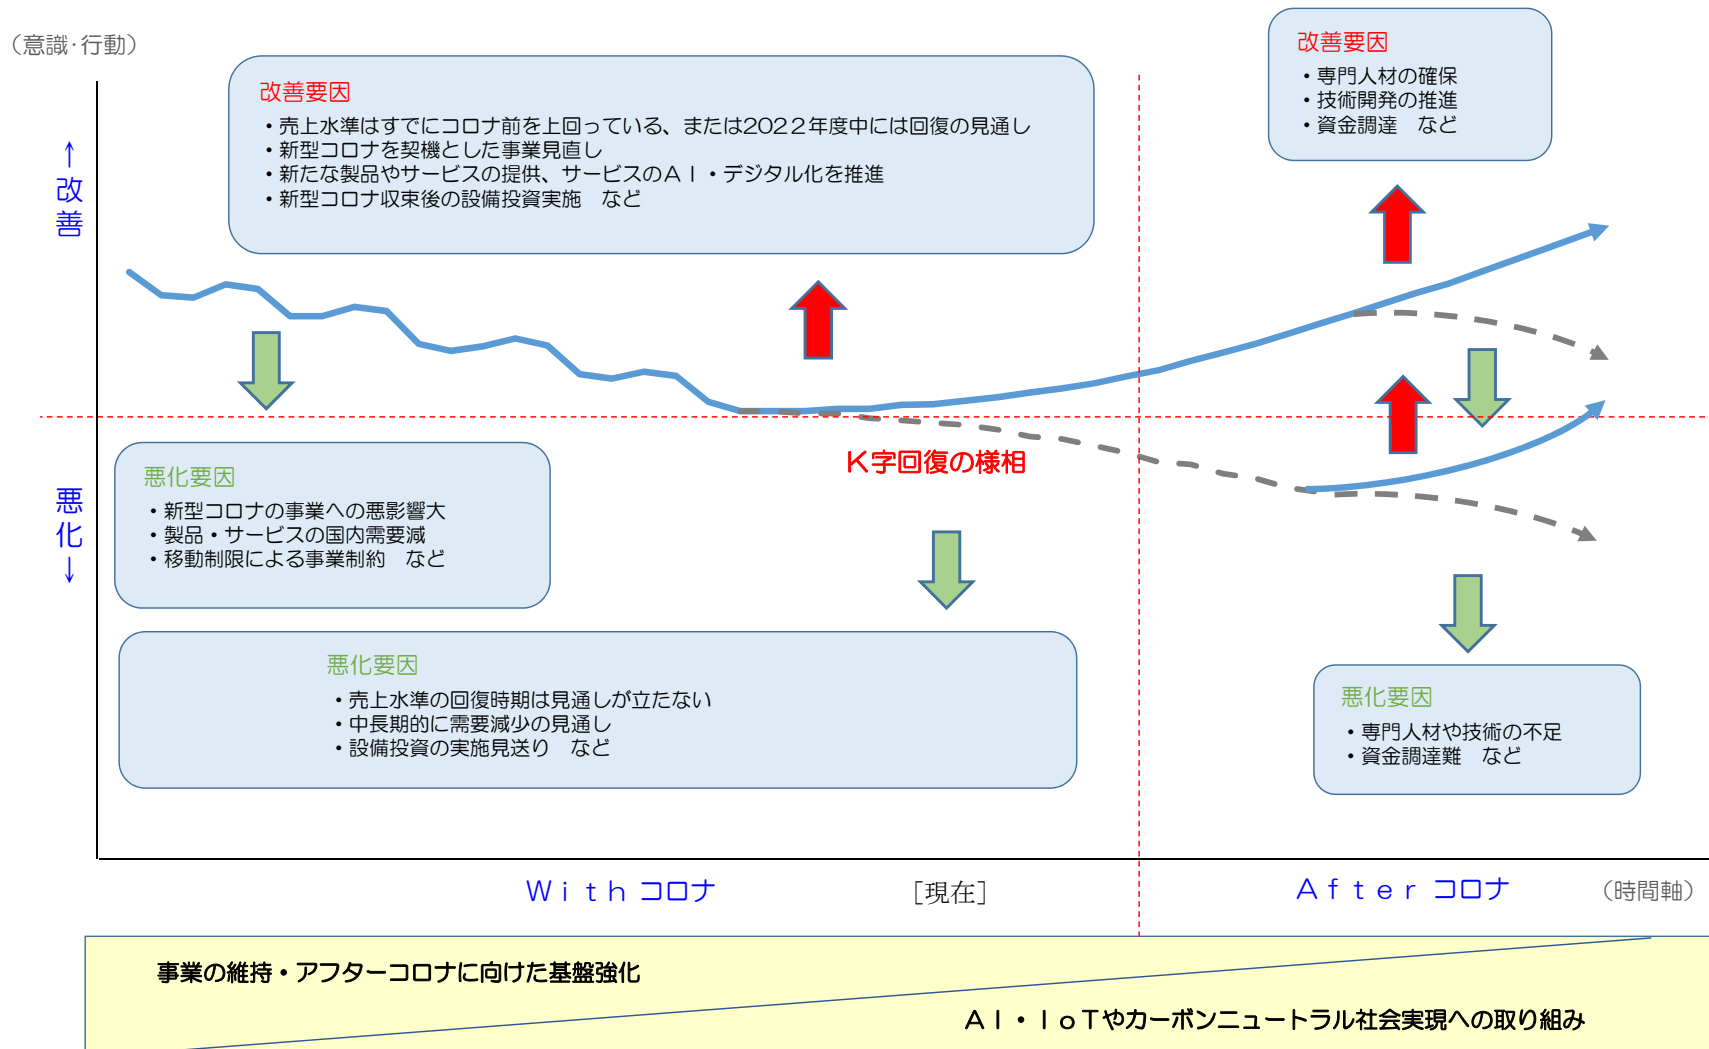 （意識・行動）
↑改善
悪化↓
改善要因
・売上水準はすでにコロナ前を上回っている、または2022年度中には回復の見通し
・新型コロナを契機とした事業見直し
・新たな製品やサービスの提供、サービスのＡＩ・デジタル化を推進
・新型コロナ収束後の設備投資実施　など
改善要因
・専門人材の確保
・技術開発の推進
・資金調達　など
K字回復の様相
悪化要因
・新型コロナの事業への悪影響大
・製品・サービスの国内需要減
・移動制限による事業制約　など
悪化要因
・売上水準の回復時期は見通しが立たない
・中長期的に需要減少の見通し
・設備投資の実施見送り　など
悪化要因
・専門人材や技術の不足
・資金調達難　など
Ｗｉｔｈ コロナ
［現在］
Ａｆｔｅｒ コロナ
（時間軸）
事業の維持・アフターコロナに向けた基盤強化
ＡＩ・ＩｏＴやカーボンニュートラル社会実現への取り組み